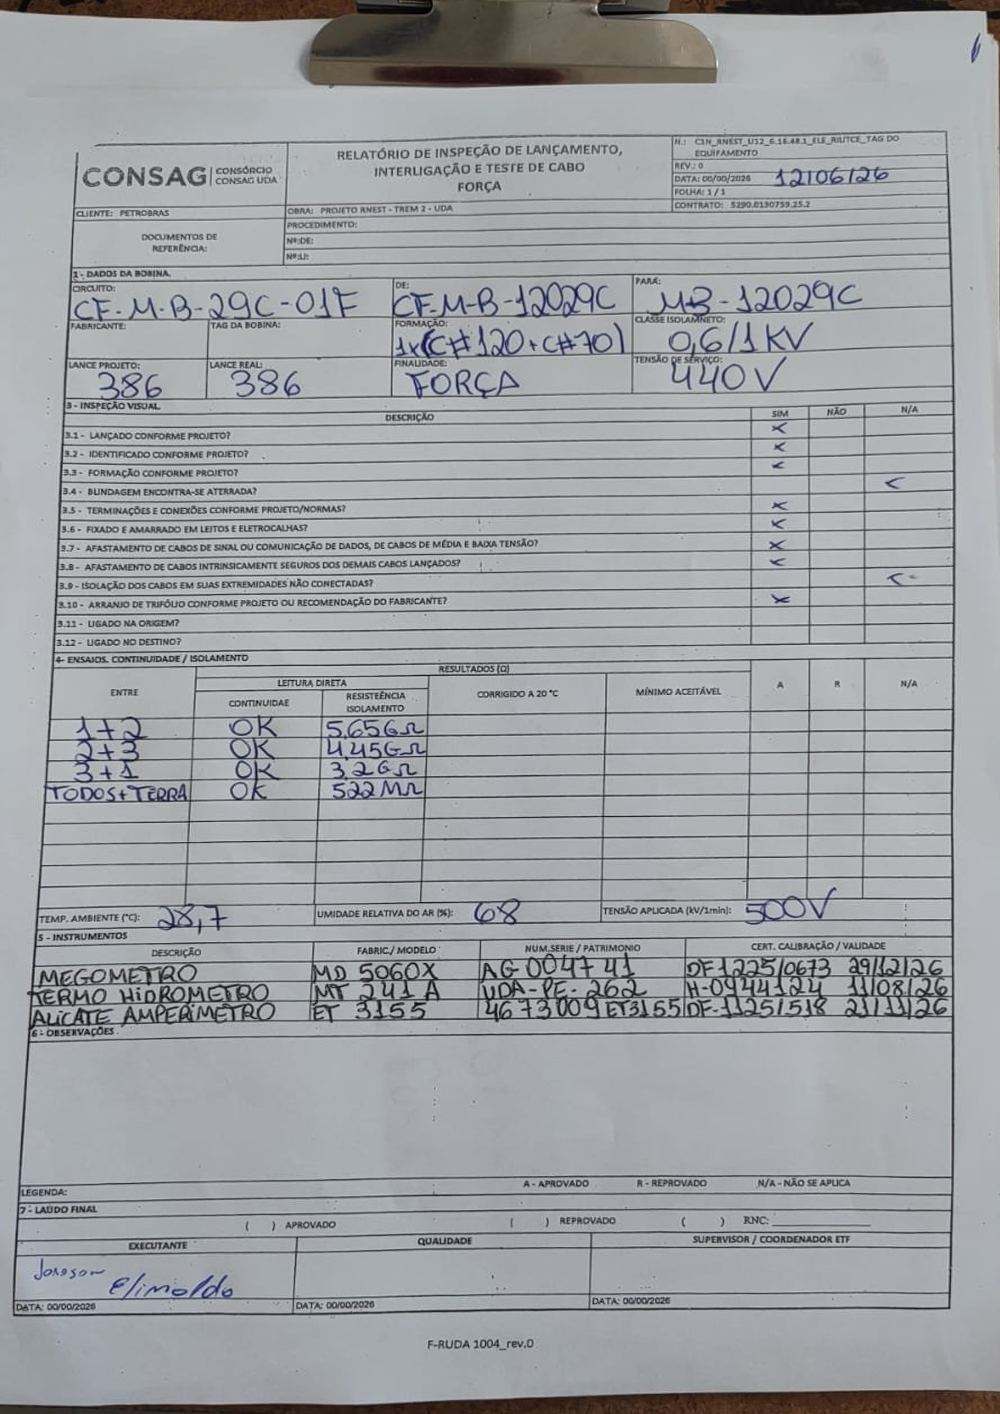 CONSAG CONSÓRCIO CONSAG UDA
RELATÓRIO DE INSPEÇÃO DE LANÇAMENTO,
INTERLIGAÇÃO E TESTE DE CABO
FORÇA
N.: C1N_RNEST_U12_6.16.48.1_ELE_RIUTCE_TAG DO
EQUIPAMENTO
REV.: 0
DATA: 00/00/2026 12/06/26
FOLHA: 1 / 1
CLIENTE: PETROBRAS
OBRA: PROJETO RNEST - TREM 2 - UDA
CONTRATO: 5290.0130759.25.2
DOCUMENTOS DE
REFERÊNCIA:
PROCEDIMENTO:
Nº:DE:
Nº:LI:
1 - DADOS DA BOBINA.
CIRCUITO: CF-M-B-29C-01F
DE: CF-M-B-12029C
PARA: MB-12029C
FABRICANTE:
TAG DA BOBINA:
FORMAÇÃO: 1x(C#120+C#70)
CLASSE ISOLAMNETO: 0,6/1KV
LANCE PROJETO: 386
LANCE REAL: 386
FINALIDADE: FORÇA
TENSÃO DE SERVIÇO: 440V
3 - INSPEÇÃO VISUAL.
DESCRIÇÃO SIM NÃO N/A
3.1 - LANÇADO CONFORME PROJETO? X
3.2 - IDENTIFICADO CONFORME PROJETO? X
3.3 - FORMAÇÃO CONFORME PROJETO? X
3.4 - BLINDAGEM ENCONTRA-SE ATERRADA? X
3.5 - TERMINAÇÕES E CONEXÕES CONFORME PROJETO/NORMAS? X
3.6 - FIXADO E AMARRADO EM LEITOS E ELETROCALHAS? X
3.7 - AFASTAMENTO DE CABOS DE SINAL OU COMUNICAÇÃO DE DADOS, DE CABOS DE MÉDIA E BAIXA TENSÃO? X
3.8 - AFASTAMENTO DE CABOS INTRINSICAMENTE SEGUROS DOS DEMAIS CABOS LANÇADOS? X
3.9 - ISOLAÇÃO DOS CABOS EM SUAS EXTREMIDADES NÃO CONECTADAS? X
3.10 - ARRANJO DE TRIFÓLIO CONFORME PROJETO OU RECOMENDAÇÃO DO FABRICANTE? X
3.11 - LIGADO NA ORIGEM?
3.12 - LIGADO NO DESTINO?
4- ENSAIOS. CONTINUIDADE / ISOLAMENTO
RESULTADOS (Ω)
ENTRE LEITURA DIRETA CORRIGIDO A 20 °C MÍNIMO ACEITÁVEL A R N/A
CONTINUIDAE RESISTEÊNCIA ISOLAMENTO
1+2 OK 5,65GΩ
2+3 OK 4,45GΩ
3+1 OK 3,2GΩ
TODOS+TERRA OK 522MΩ
TEMP. AMBIENTE (°C): 28,7 UMIDADE RELATIVA DO AR (%): 68 TENSÃO APLICADA (kV/1min): 500V
5 - INSTRUMENTOS
DESCRIÇÃO FABRIC./ MODELO NUM.SERIE / PATRIMONIO CERT. CALIBRAÇÃO / VALIDADE
MEGOMETRO MD 5060X AG 004741 DF1225/0673 29/12/26
TERMO HIDROMETRO MT 241A UDA-PE-262 H-0944124 11/08/26
ALICATE AMPERÍMETRO ET 3155 4673009ET3155 DF-1125/518 21/11/26
6 - OBSERVAÇÕES
LEGENDA: A - APROVADO R - REPROVADO N/A - NÃO SE APLICA
7 - LAUDO FINAL
( ) APROVADO ( ) REPROVADO ( ) RNC:
EXECUTANTE QUALIDADE SUPERVISOR / COORDENADOR ETF
Elimoldo
DATA: 00/00/2026 DATA: 00/00/2026 DATA: 00/00/2026
F-RUDA 1004_rev.0